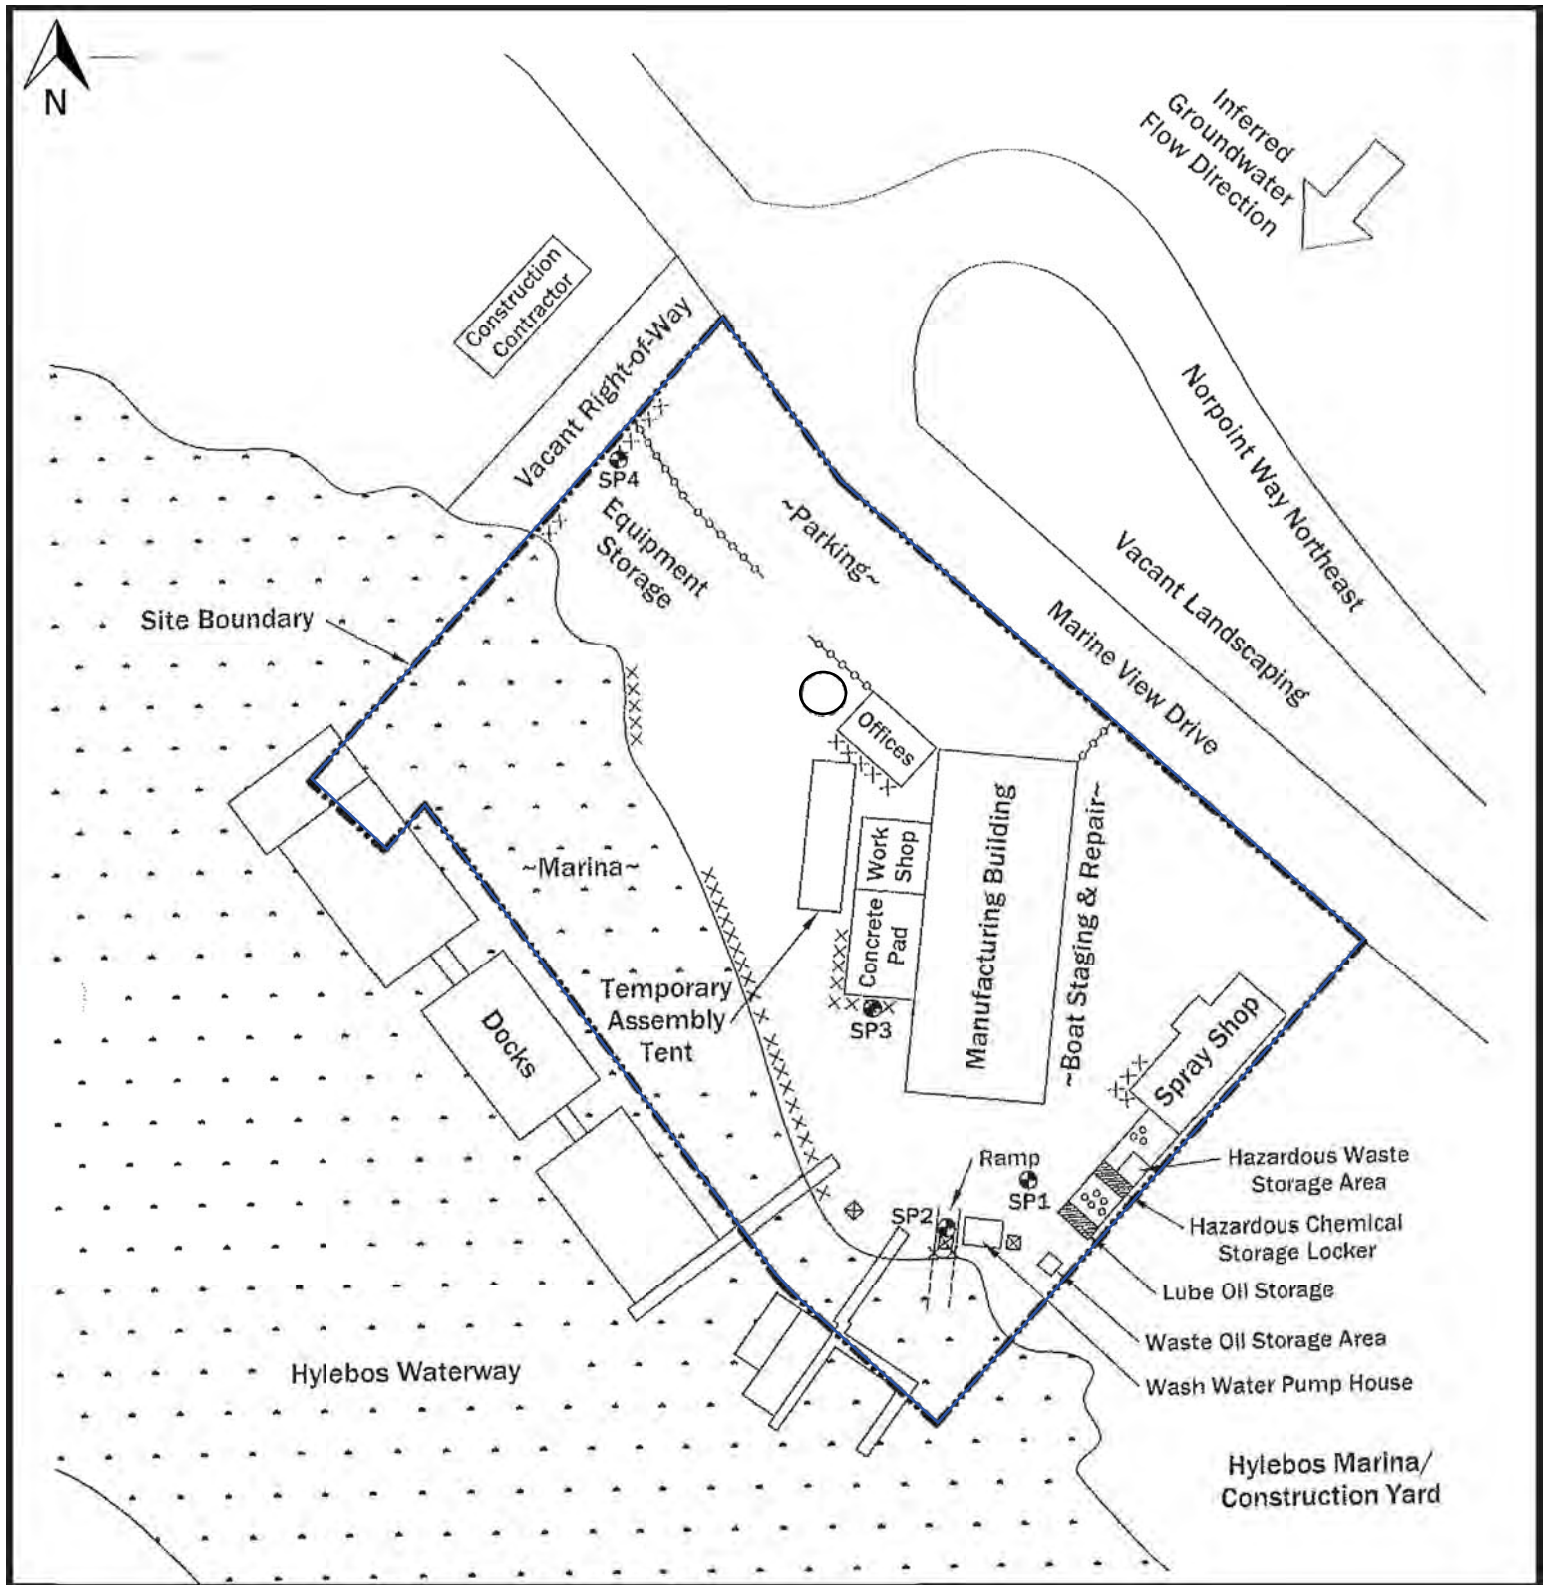 N
Inferred
Groundwater
Flow Direction
Construction
Contractor
Vacant Right-of-Way
Norpoint Way Northeast
SP4
Equipment
Storage
~Parking~
Vacant Landscaping
Marine View Drive
Site Boundary
Offices
~Marina~
Work
Shop
Concrete
Pad
Manufacturing Building
~Boat Staging & Repair~
Temporary
Assembly
Tent
SP3
Docks
Spray Shop
Ramp
SP1
SP2
Hazardous Waste
Storage Area
Hazardous Chemical
Storage Locker
Lube Oil Storage
Waste Oil Storage Area
Wash Water Pump House
Hylebos Waterway
Hylebos Marina/
Construction Yard